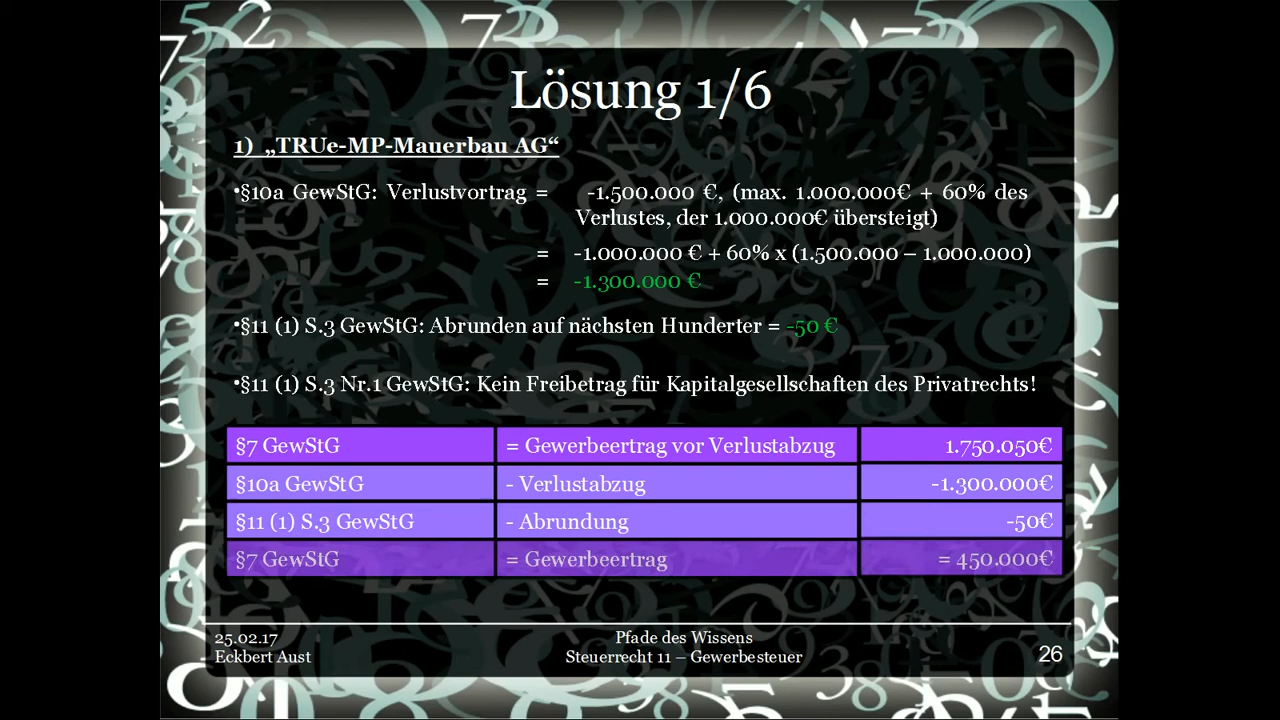 Lösung 1/6
1) „TRUe-MP-Mauerbau AG“
•§10a GewStG: Verlustvortrag = -1.500.000 €, (max. 1.000.000€ + 60% des
Verlustes, der 1.000.000€ übersteigt)
= -1.000.000 € + 60% x (1.500.000 – 1.000.000)
= -1.300.000 €
•§11 (1) S.3 GewStG: Abrunden auf nächsten Hunderter = -50 €
•§11 (1) S.3 Nr.1 GewStG: Kein Freibetrag für Kapitalgesellschaften des Privatrechts!
§7 GewStG = Gewerbeertrag vor Verlustabzug 1.750.050€
§10a GewStG - Verlustabzug -1.300.000€
§11 (1) S.3 GewStG - Abrundung -50€
§7 GewStG = Gewerbeertrag = 450.000€
25.02.17 Pfade des Wissens
Eckbert Aust Steuerrecht 11 – Gewerbesteuer 26